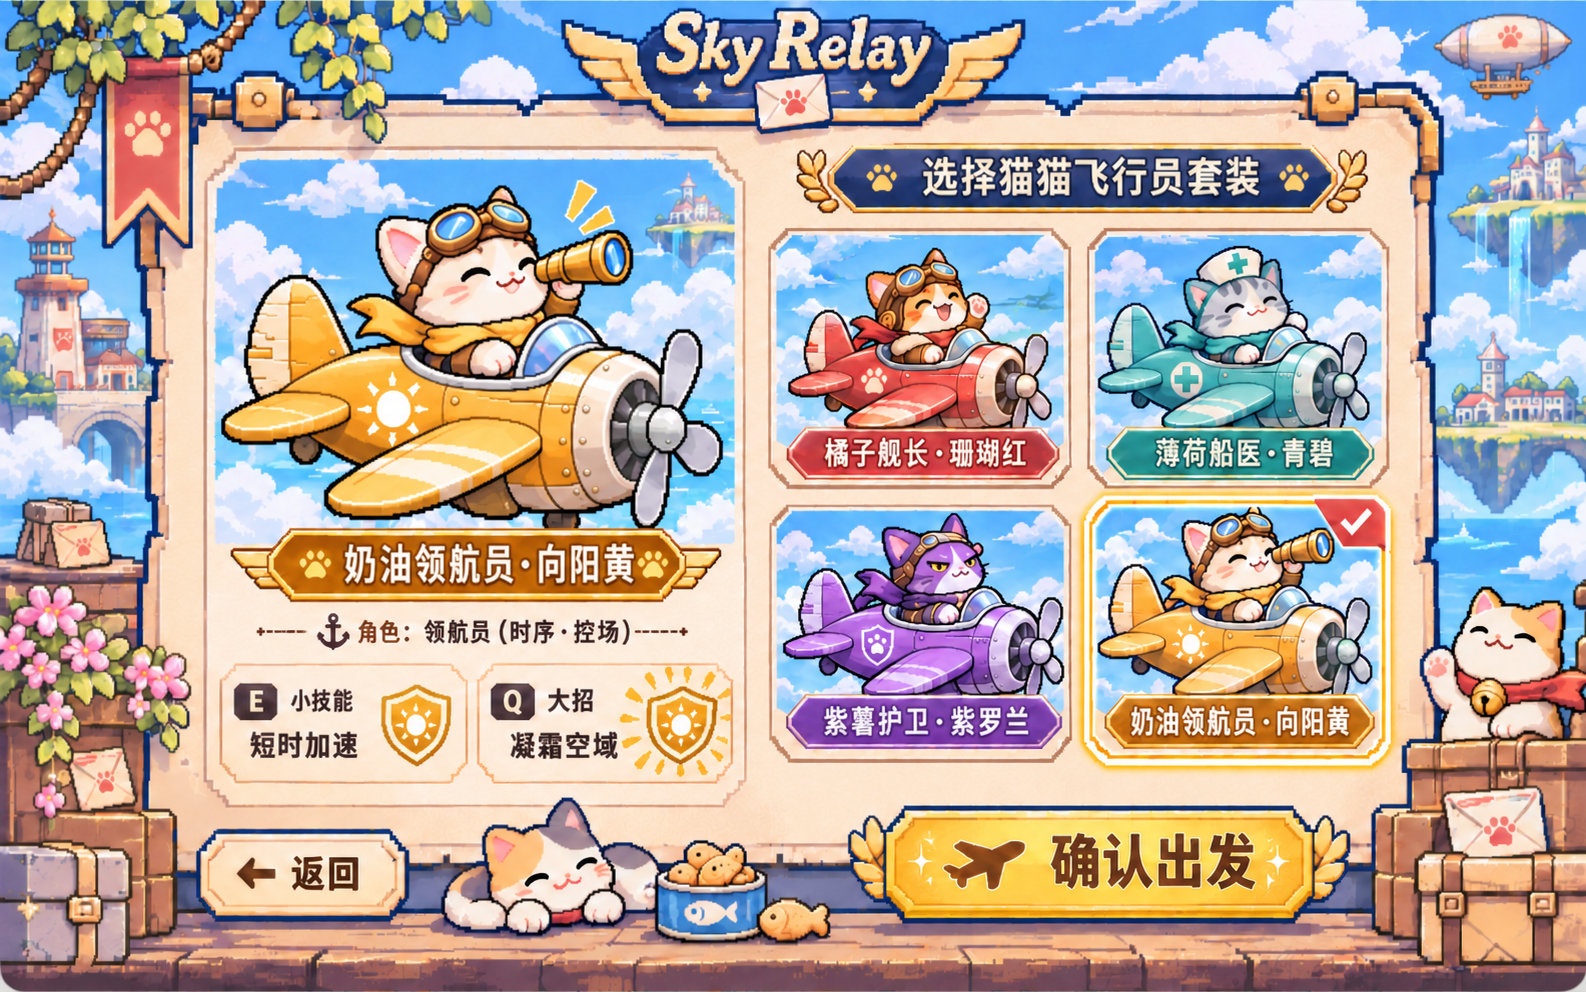 Sky Relay
选择猫猫飞行员套装
橘子舰长·珊瑚红
薄荷船医·青碧
紫薯护卫·紫罗兰
奶油领航员·向阳黄
奶油领航员·向阳黄
角色：领航员(时序·控场)
E 小技能
短时加速
Q 大招
凝霜空域
返回
确认出发